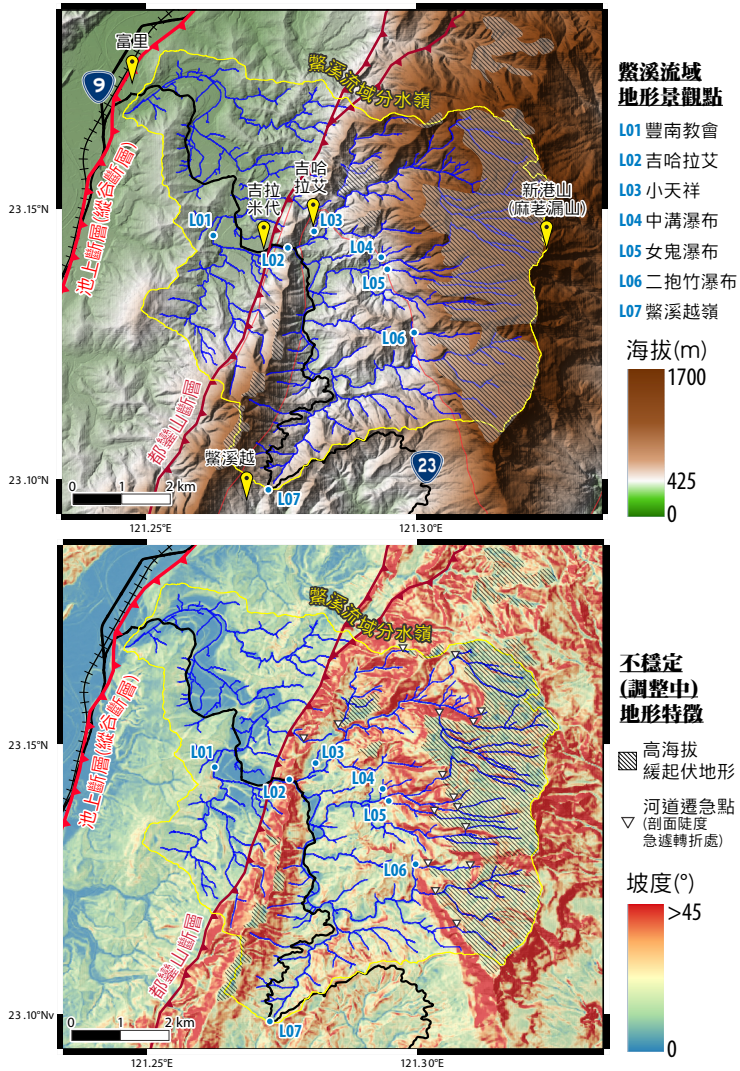 富里
9
鱉溪流域分水嶺
池上斷層(縱谷斷層)
吉哈
拉艾
吉拉
米代
新港山
(麻荖漏山)
L01
L02
L03
L04
L05
L06
L07
都鑾山斷層
鱉溪越
23
23.15°N
23.10°N
0 1 2 km
121.25°E
121.30°E
鱉溪流域
地形景觀點
L01 豐南教會
L02 吉哈拉艾
L03 小天祥
L04 中溝瀑布
L05 女鬼瀑布
L06 二抱竹瀑布
L07 鱉溪越嶺
海拔(m)
1700
425
0
鱉溪流域分水嶺
池上斷層(縱谷斷層)
L01
L02
L03
L04
L05
L06
L07
都鑾山斷層
23.15°N
23.10°Nv
0 1 2 km
121.25°E
121.30°E
不穩定
(調整中)
地形特徵
高海拔
緩起伏地形
河道遷急點
(剖面陡度
急遽轉折處)
坡度(°)
>45
0